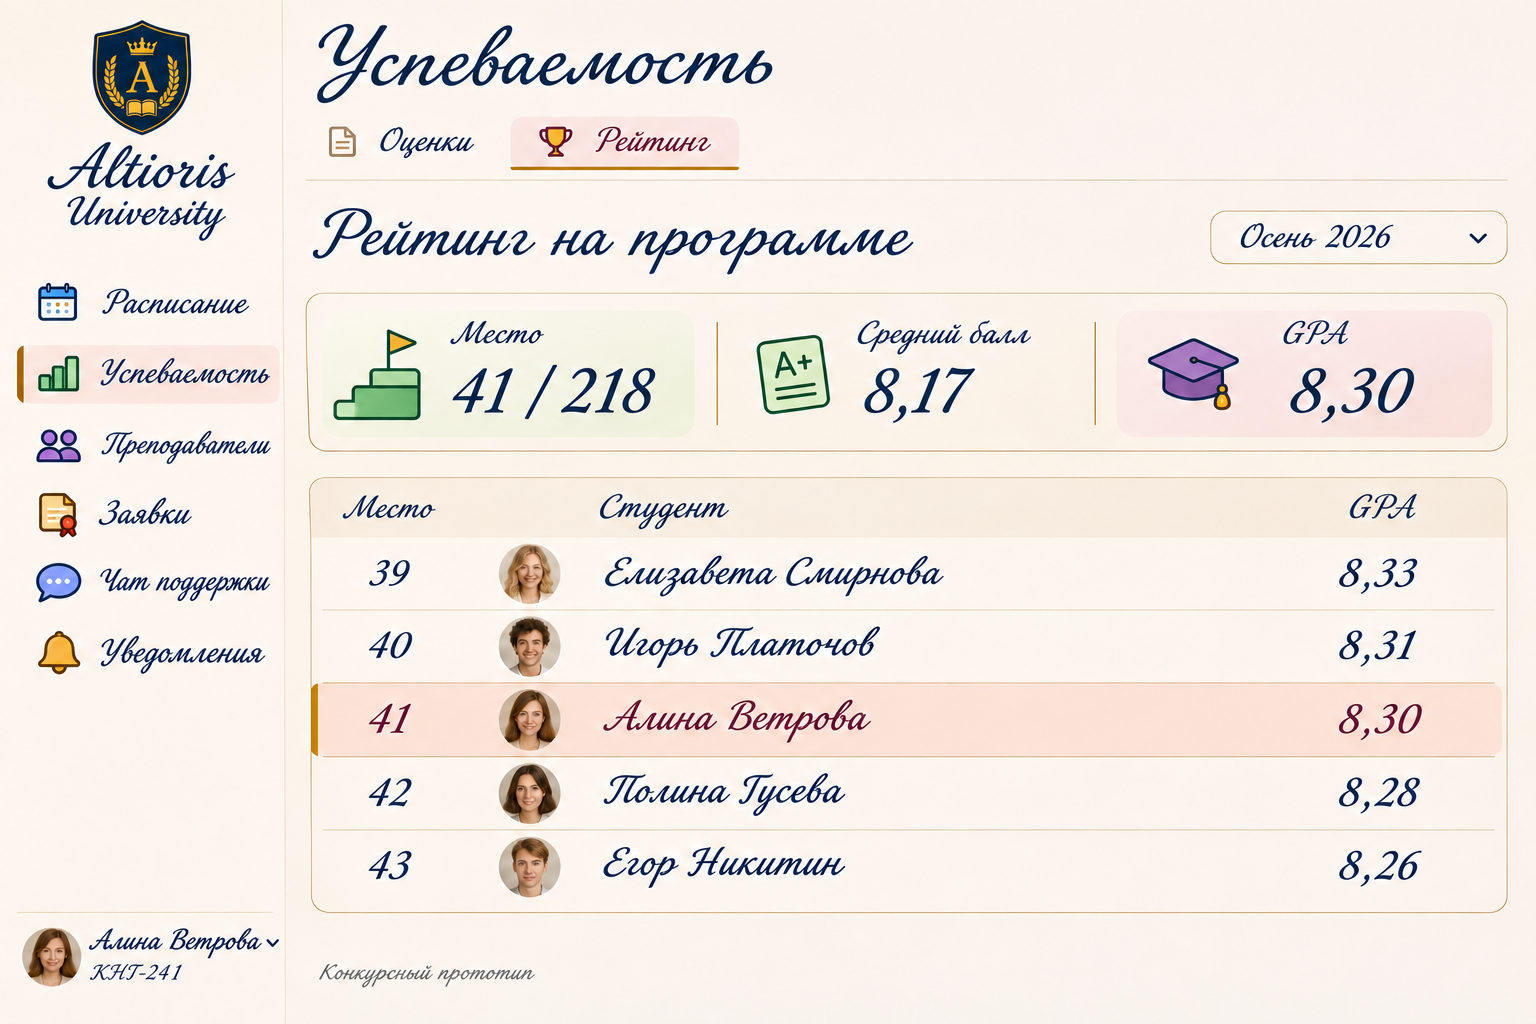 A
Altioris
University
Расписание
Успеваемость
Преподаватели
Заявки
Чат поддержки
Уведомления
Алина Ветрова
КНТ-241
Успеваемость
Оценки
Рейтинг
Рейтинг на программе
Осень 2026
Место
41 / 218
A+
Средний балл
8,17
GPA
8,30
Место Студент GPA
39 Елизавета Смирнова 8,33
40 Игорь Платочов 8,31
41 Алина Ветрова 8,30
42 Полина Гусева 8,28
43 Егор Никитин 8,26
Конкурсный прототип